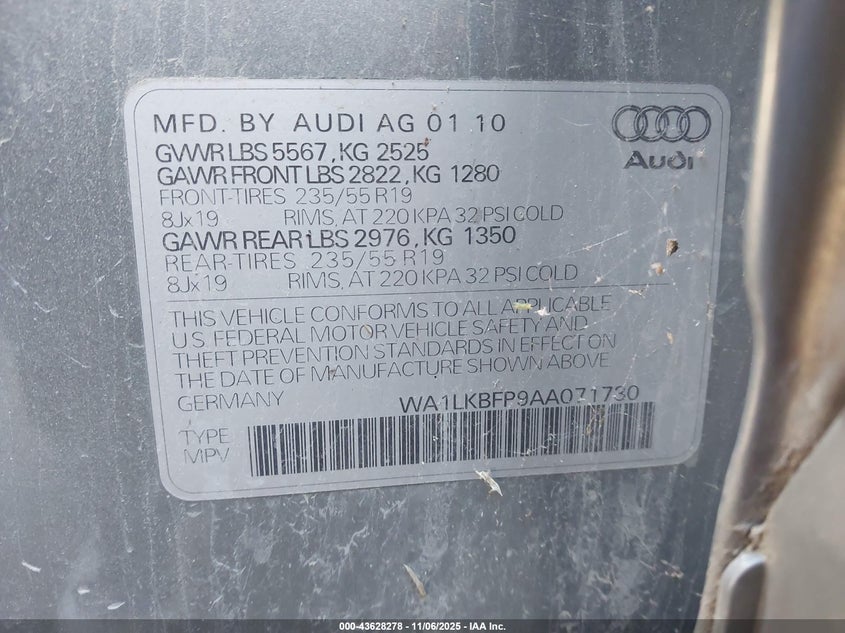 MFD. BY AUDI AG 01 10
GVWR LBS 5567, KG 2525
GAWR FRONT LBS 2822, KG 1280
FRONT-TIRES 235/55 R19
8Jx19 RIMS, AT 220 KPA 32 PSI COLD
GAWR REAR LBS 2976, KG 1350
REAR-TIRES 235/55 R19
8Jx19 RIMS, AT 220 KPA 32 PSI COLD
Audi
THIS VEHICLE CONFORMS TO ALL APPLICABLE
U.S. FEDERAL MOTOR VEHICLE SAFETY AND
THEFT PREVENTION STANDARDS IN EFFECT ON
THE DATE OF MANUFACTURE SHOWN ABOVE.
GERMANY WA1LKBFP9AA071730
TYPE
MPV
000-43628278 - 11/06/2025 - IAA Inc.